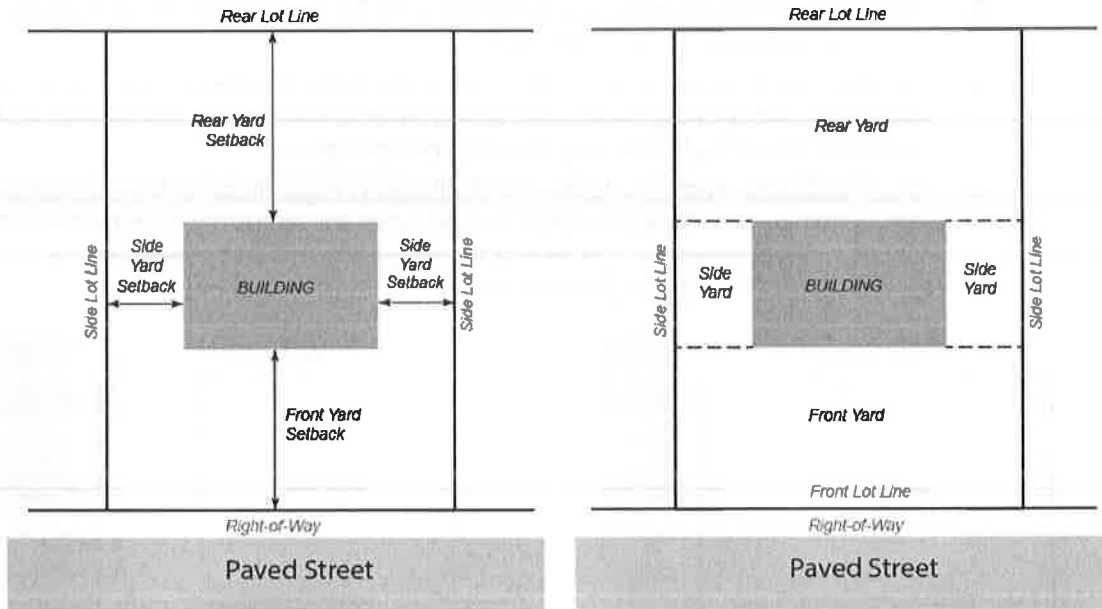 Rear Lot Line
Rear Yard
Setback
Side Lot Line
Side
Yard
Setback
BUILDING
Side
Yard
Setback
Side Lot Line
Front Yard
Setback
Right-of-Way
Paved Street
Rear Lot Line
Rear Yard
Side Lot Line
Side
Yard
BUILDING
Side
Yard
Side Lot Line
Front Yard
Front Lot Line
Right-of-Way
Paved Street